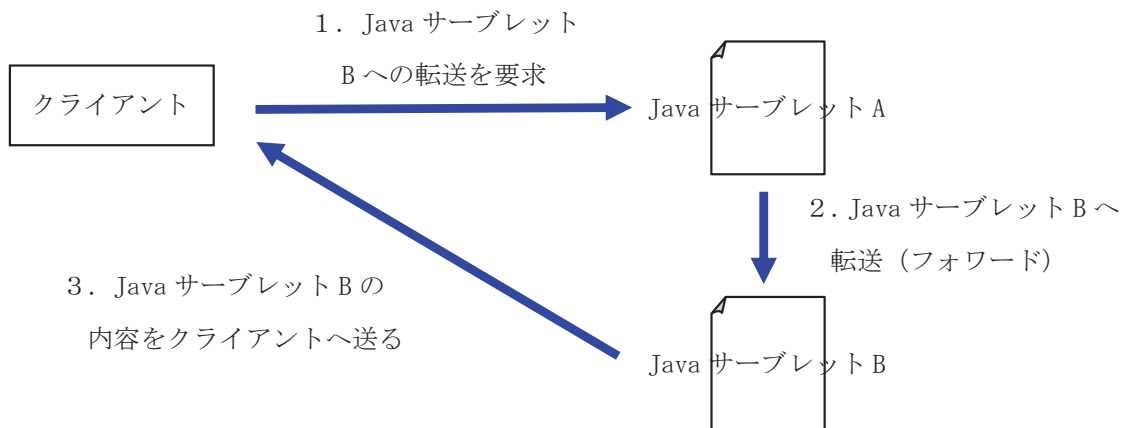 1. Java サーブレット
B への転送を要求
クライアント
Java サーブレット A
2. Java サーブレット B へ
転送（フォワード）
3. Java サーブレット B の
内容をクライアントへ送る
Java サーブレット B